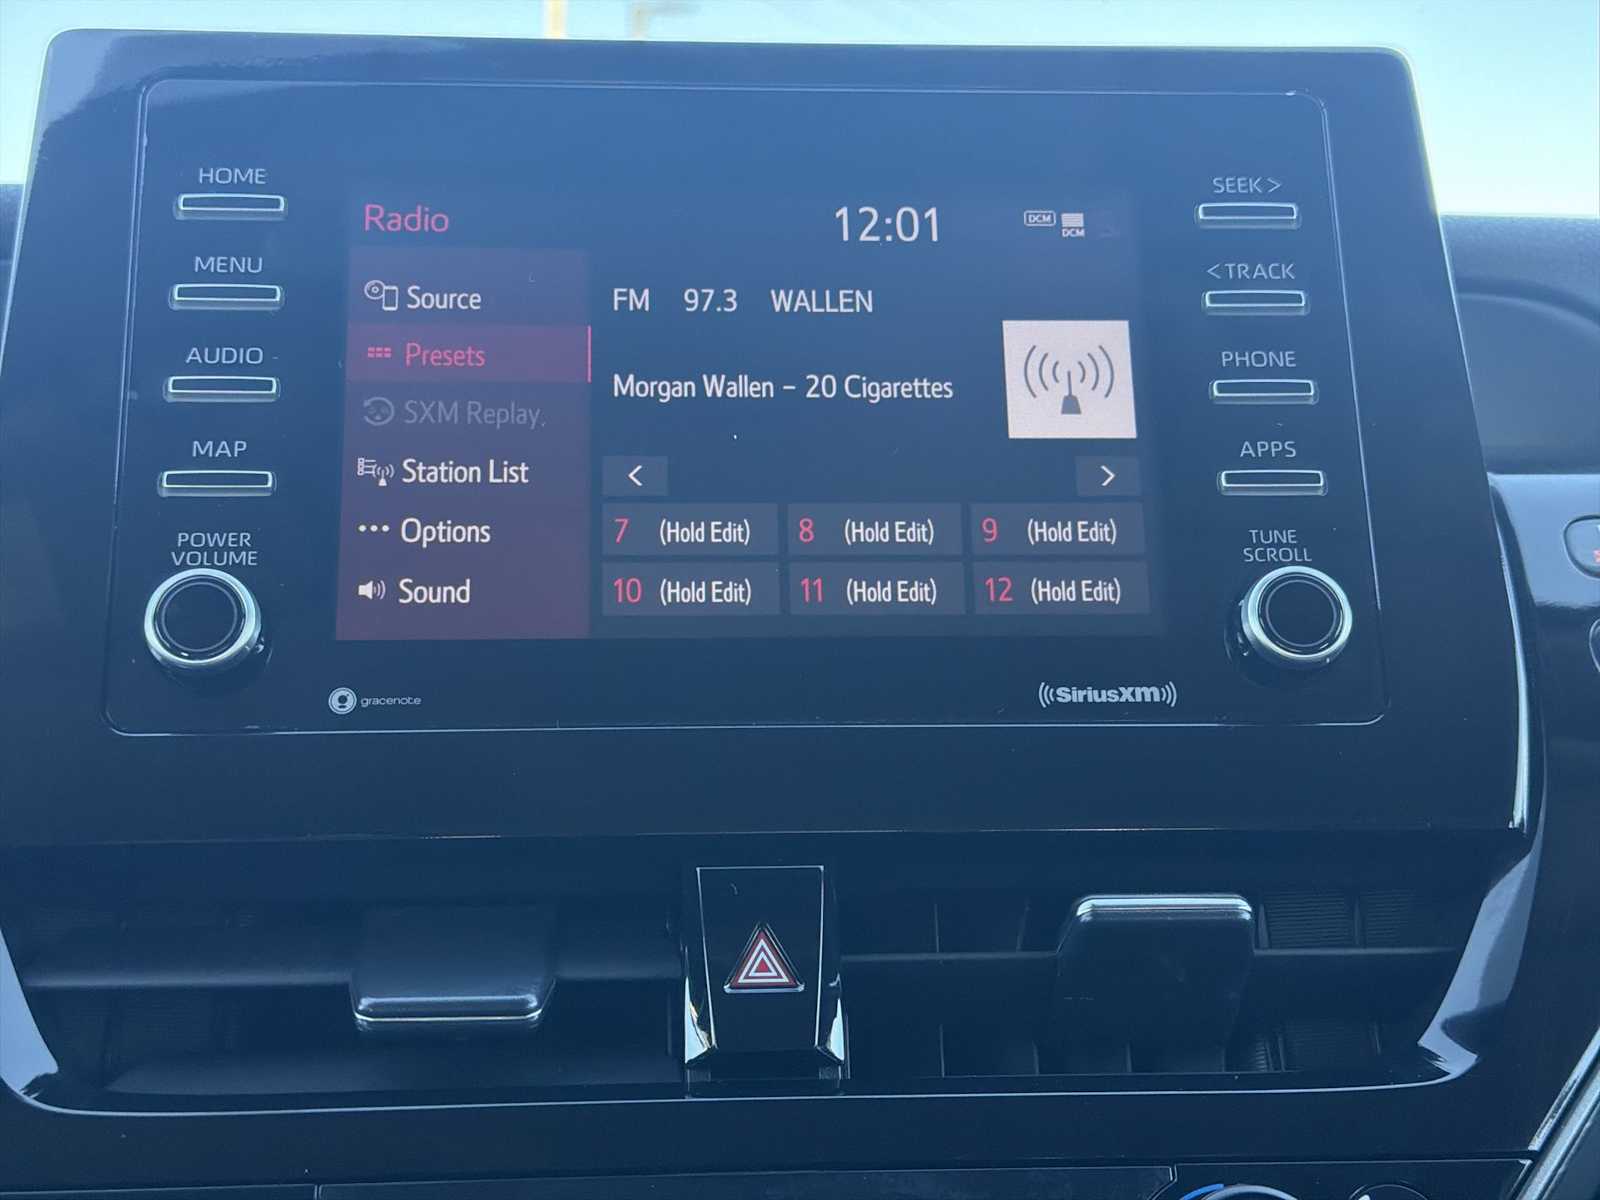 HOME
MENU
AUDIO
MAP
POWER
VOLUME
Radio
12:01
DCM
DCM
Source
Presets
SXM Replay
Station List
Options
Sound
FM 97.3 WALLEN
Morgan Wallen - 20 Cigarettes
<
>
7 (Hold Edit) 8 (Hold Edit) 9 (Hold Edit)
10 (Hold Edit) 11 (Hold Edit) 12 (Hold Edit)
SEEK >
< TRACK
PHONE
APPS
TUNE
SCROLL
gracenote
SiriusXM